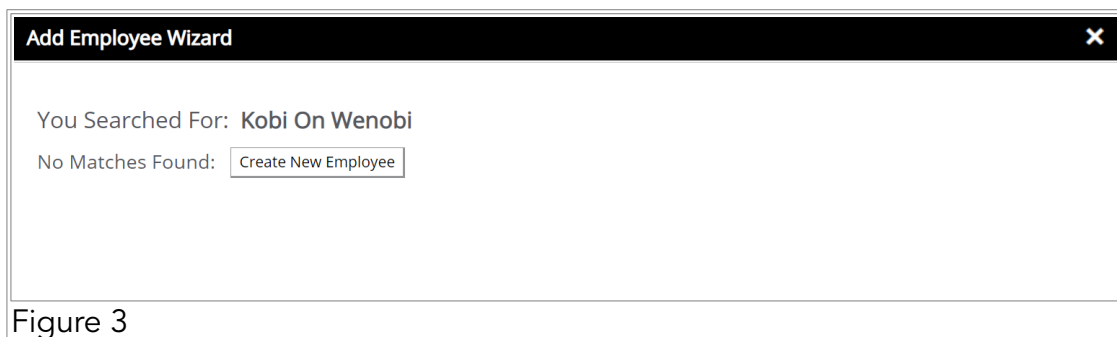 Add Employee Wizard
You Searched For: Kobi On Wenobi
No Matches Found: Create New Employee
Figure 3